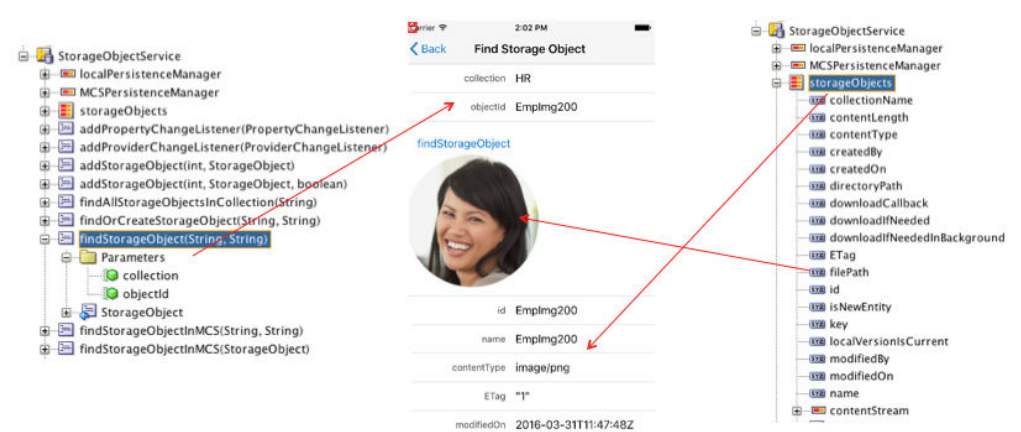 StorageObjectService
localPersistenceManager
MCSPersistenceManager
storageObjects
addPropertyChangeListener(PropertyChangeListener)
addProviderChangeListener(ProviderChangeListener)
addStorageObject(int, StorageObject)
addStorageObject(int, StorageObject, boolean)
findAllStorageObjectsInCollection(String)
findOrCreateStorageObject(String, String)
findStorageObject(String, String)
Parameters
collection
objectId
StorageObject
findStorageObjectInMCS(String, String)
findStorageObjectInMCS(StorageObject)
2:02 PM
Back Find Storage Object
collection HR
objectId EmpImg200
findStorageObject
id EmpImg200
name EmpImg200
contentType image/png
ETag "1"
modifiedOn 2016-03-31T11:47:48Z
StorageObjectService
localPersistenceManager
MCSPersistenceManager
storageObjects
collectionName
contentLength
contentType
createdBy
createdOn
directoryPath
downloadCallback
downloadIfNeeded
downloadIfNeededInBackground
ETag
filePath
id
isNewEntity
key
localVersionIsCurrent
modifiedBy
modifiedOn
name
contentStream